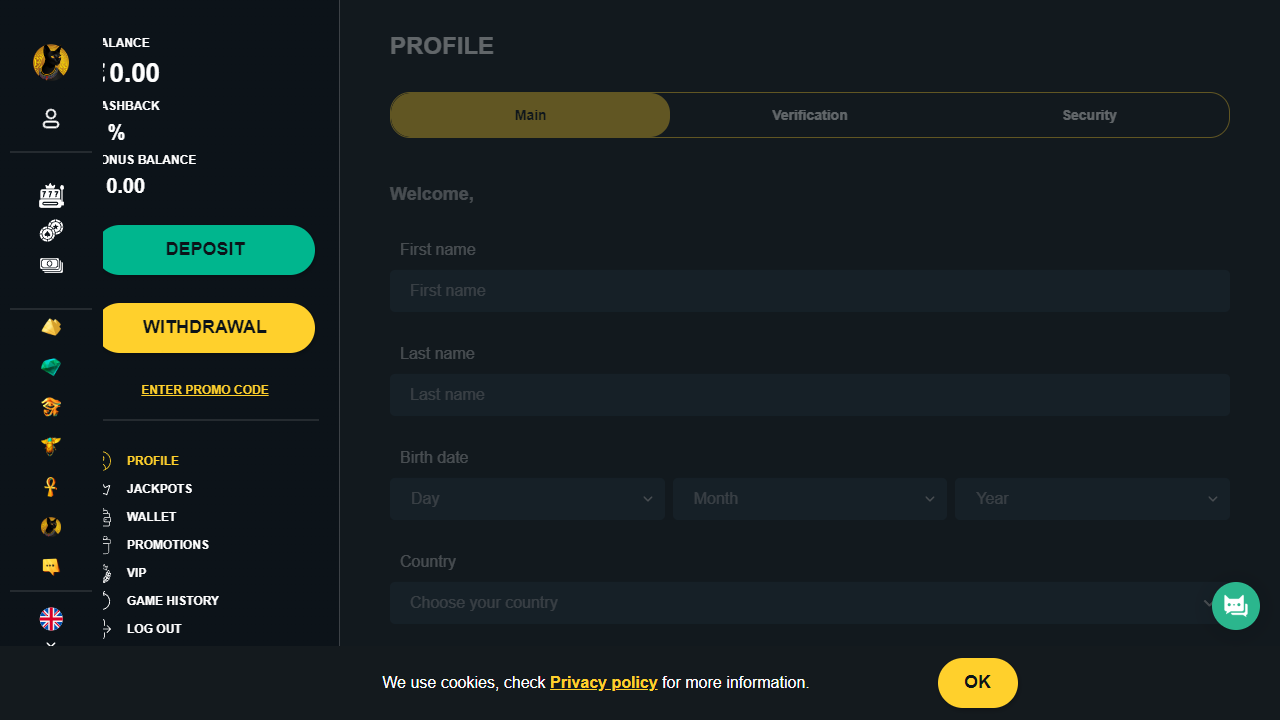 ALANCE
0.00
ASHBACK
%
ONUS BALANCE
0.00
DEPOSIT
WITHDRAWAL
ENTER PROMO CODE
PROFILE
JACKPOTS
WALLET
PROMOTIONS
VIP
GAME HISTORY
LOG OUT
777
PROFILE
Main
Verification
Security
Welcome,
First name
First name
Last name
Last name
Birth date
Day
Month
Year
Country
Choose your country
We use cookies, check Privacy policy for more information.
OK